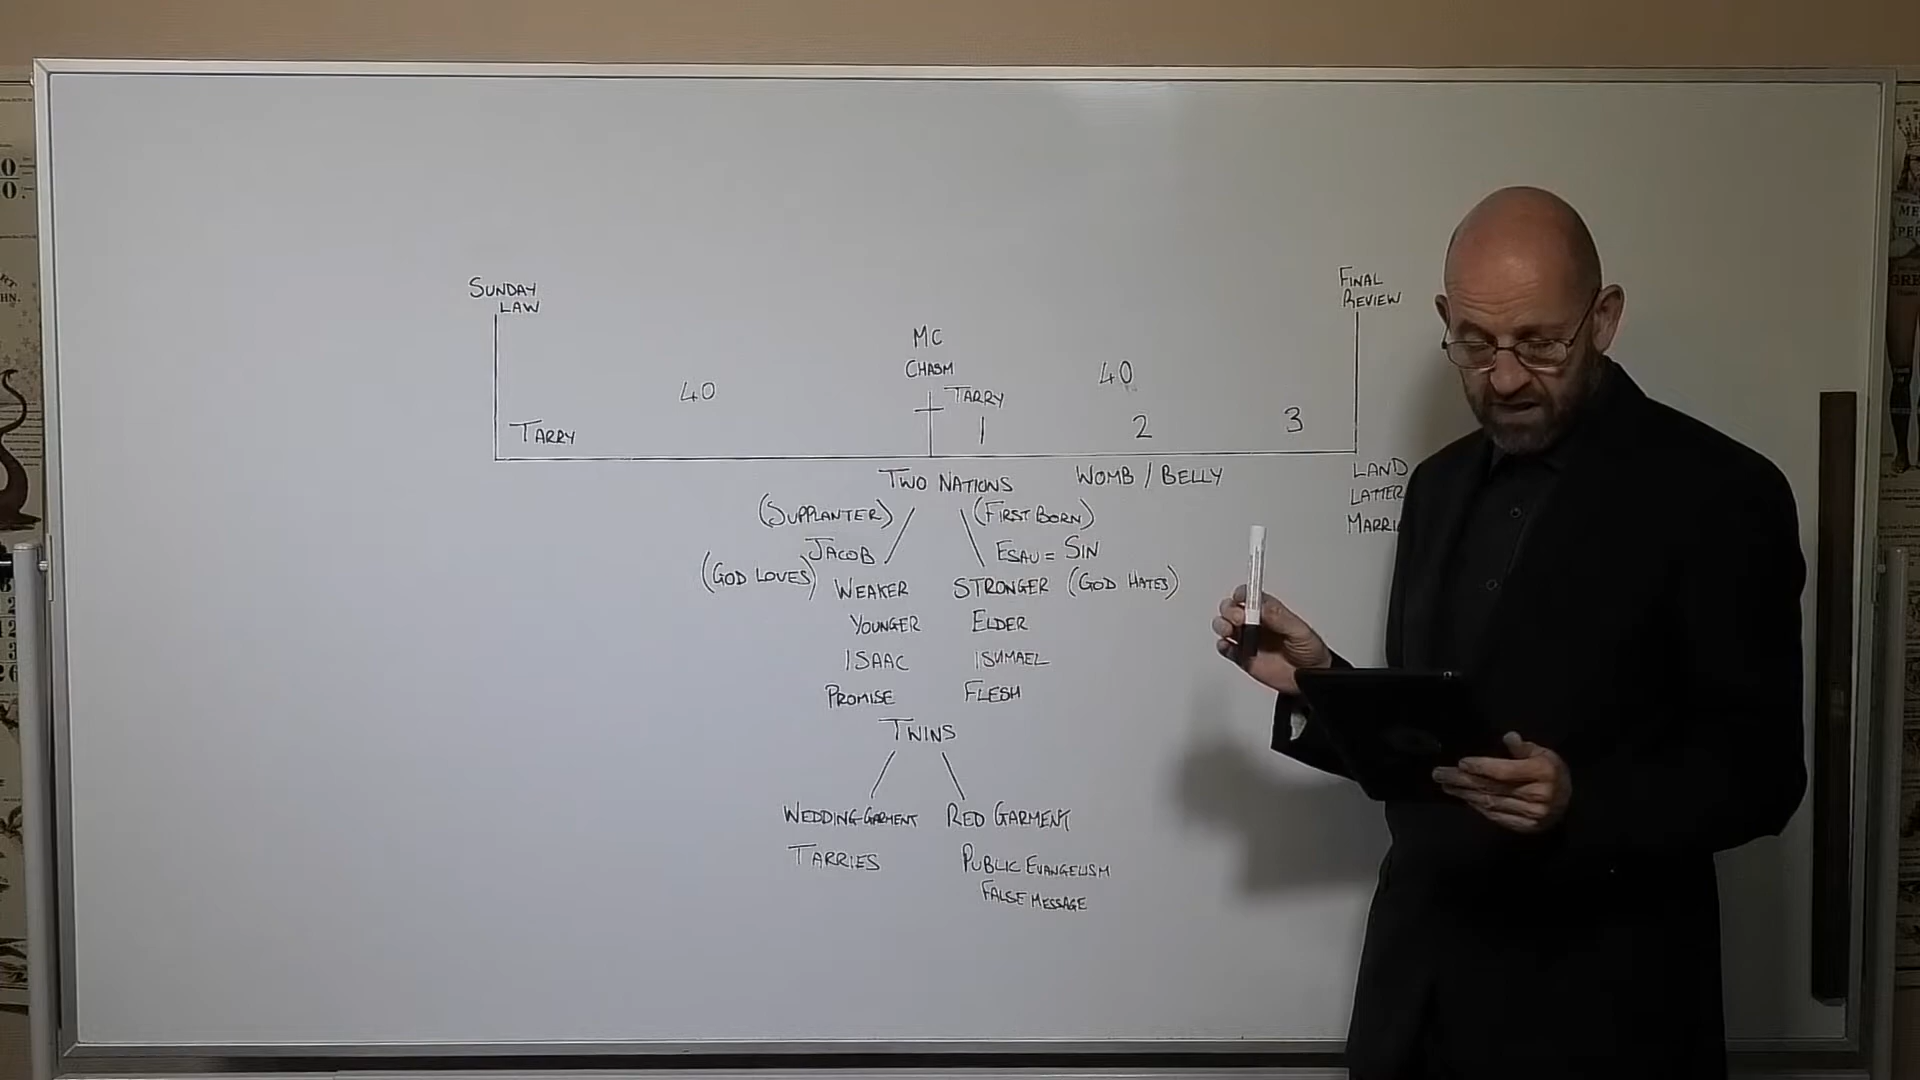 SUNDAY
LAW
FINAL
REVIEW
MC
CHASM
40
40
TARRY
TARRY
1
2
3
TWO NATIONS
WOMB / BELLY
LAND
LATTER
(SUPPLANTER)
(FIRST BORN)
JACOB
ESAU = SIN
(GOD LOVES)
WEAKER
STRONGER (GOD HATES)
YOUNGER
ELDER
ISAAC
ISHMAEL
PROMISE
FLESH
TWINS
WEDDING GARMENT
RED GARMENT
TARRIES
PUBLIC EVANGELISM
FALSE MESSAGE